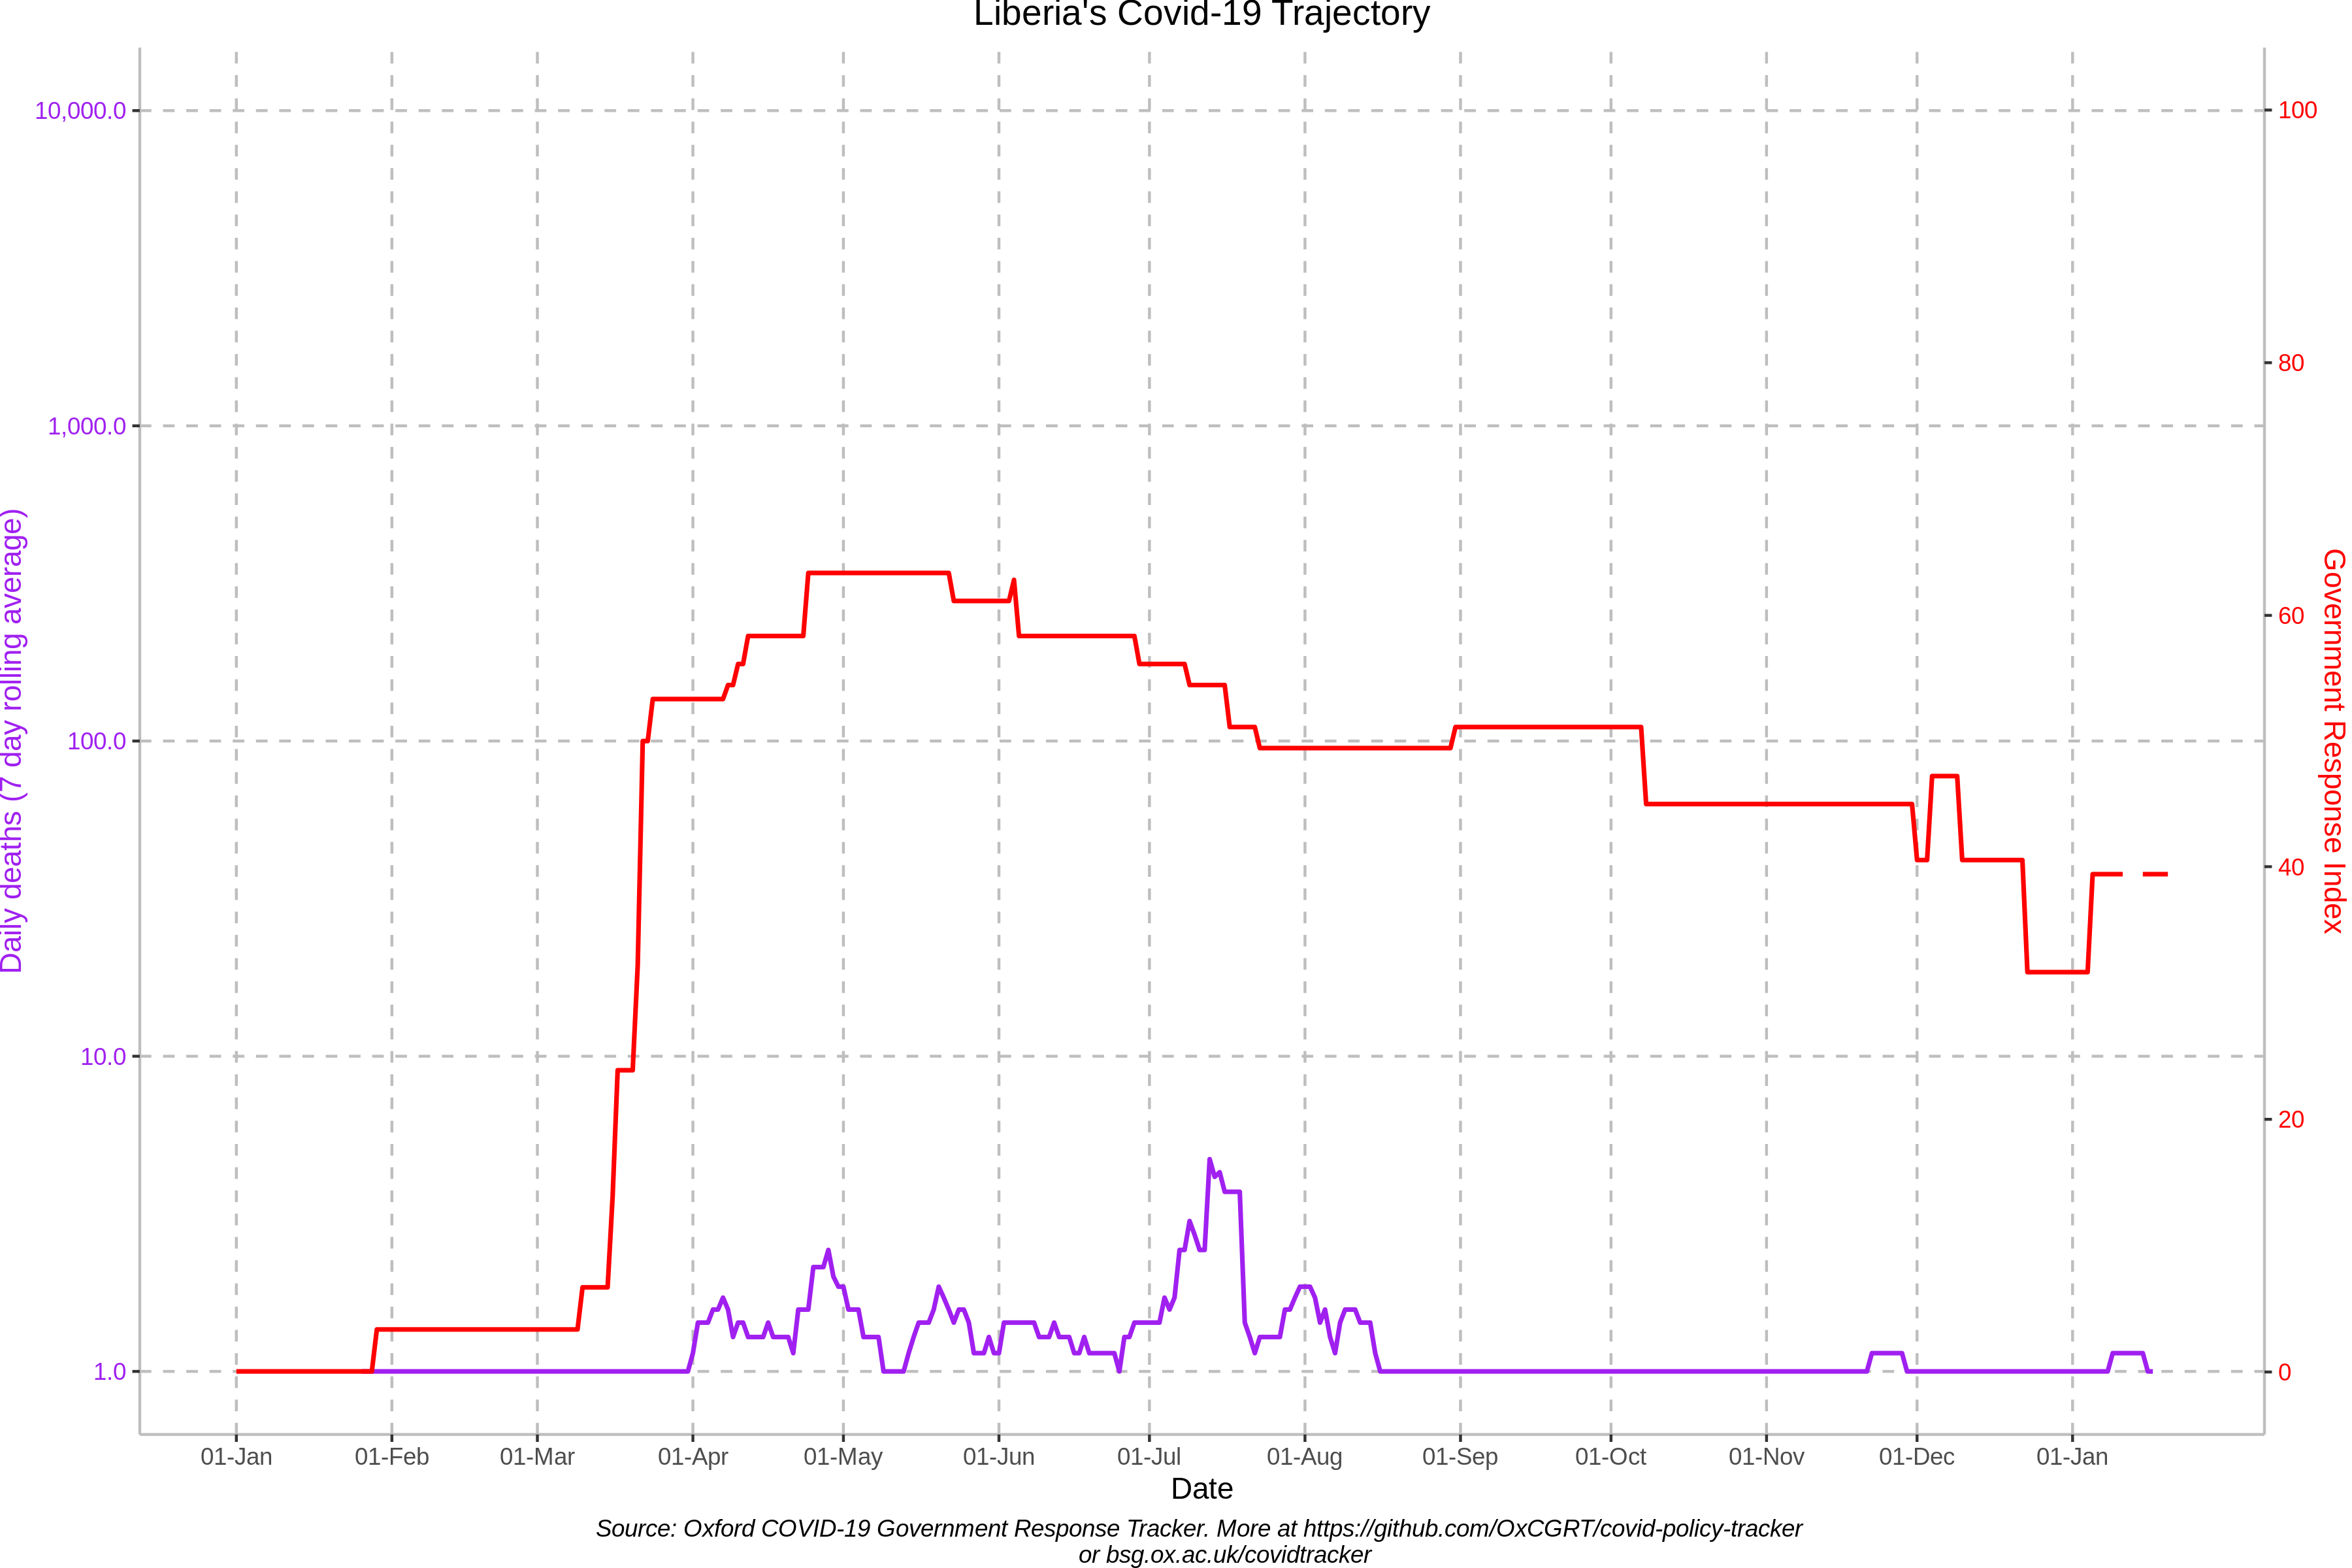 Liberia's Covid-19 Trajectory
10,000.0
1,000.0
100.0
10.0
1.0
Daily deaths (7 day rolling average)
100
80
60
40
20
0
Government Response Index
01-Jan 01-Feb 01-Mar 01-Apr 01-May 01-Jun 01-Jul 01-Aug 01-Sep 01-Oct 01-Nov 01-Dec 01-Jan
Date
Source: Oxford COVID-19 Government Response Tracker. More at https://github.com/OxCGRT/covid-policy-tracker
or bsg.ox.ac.uk/covidtracker